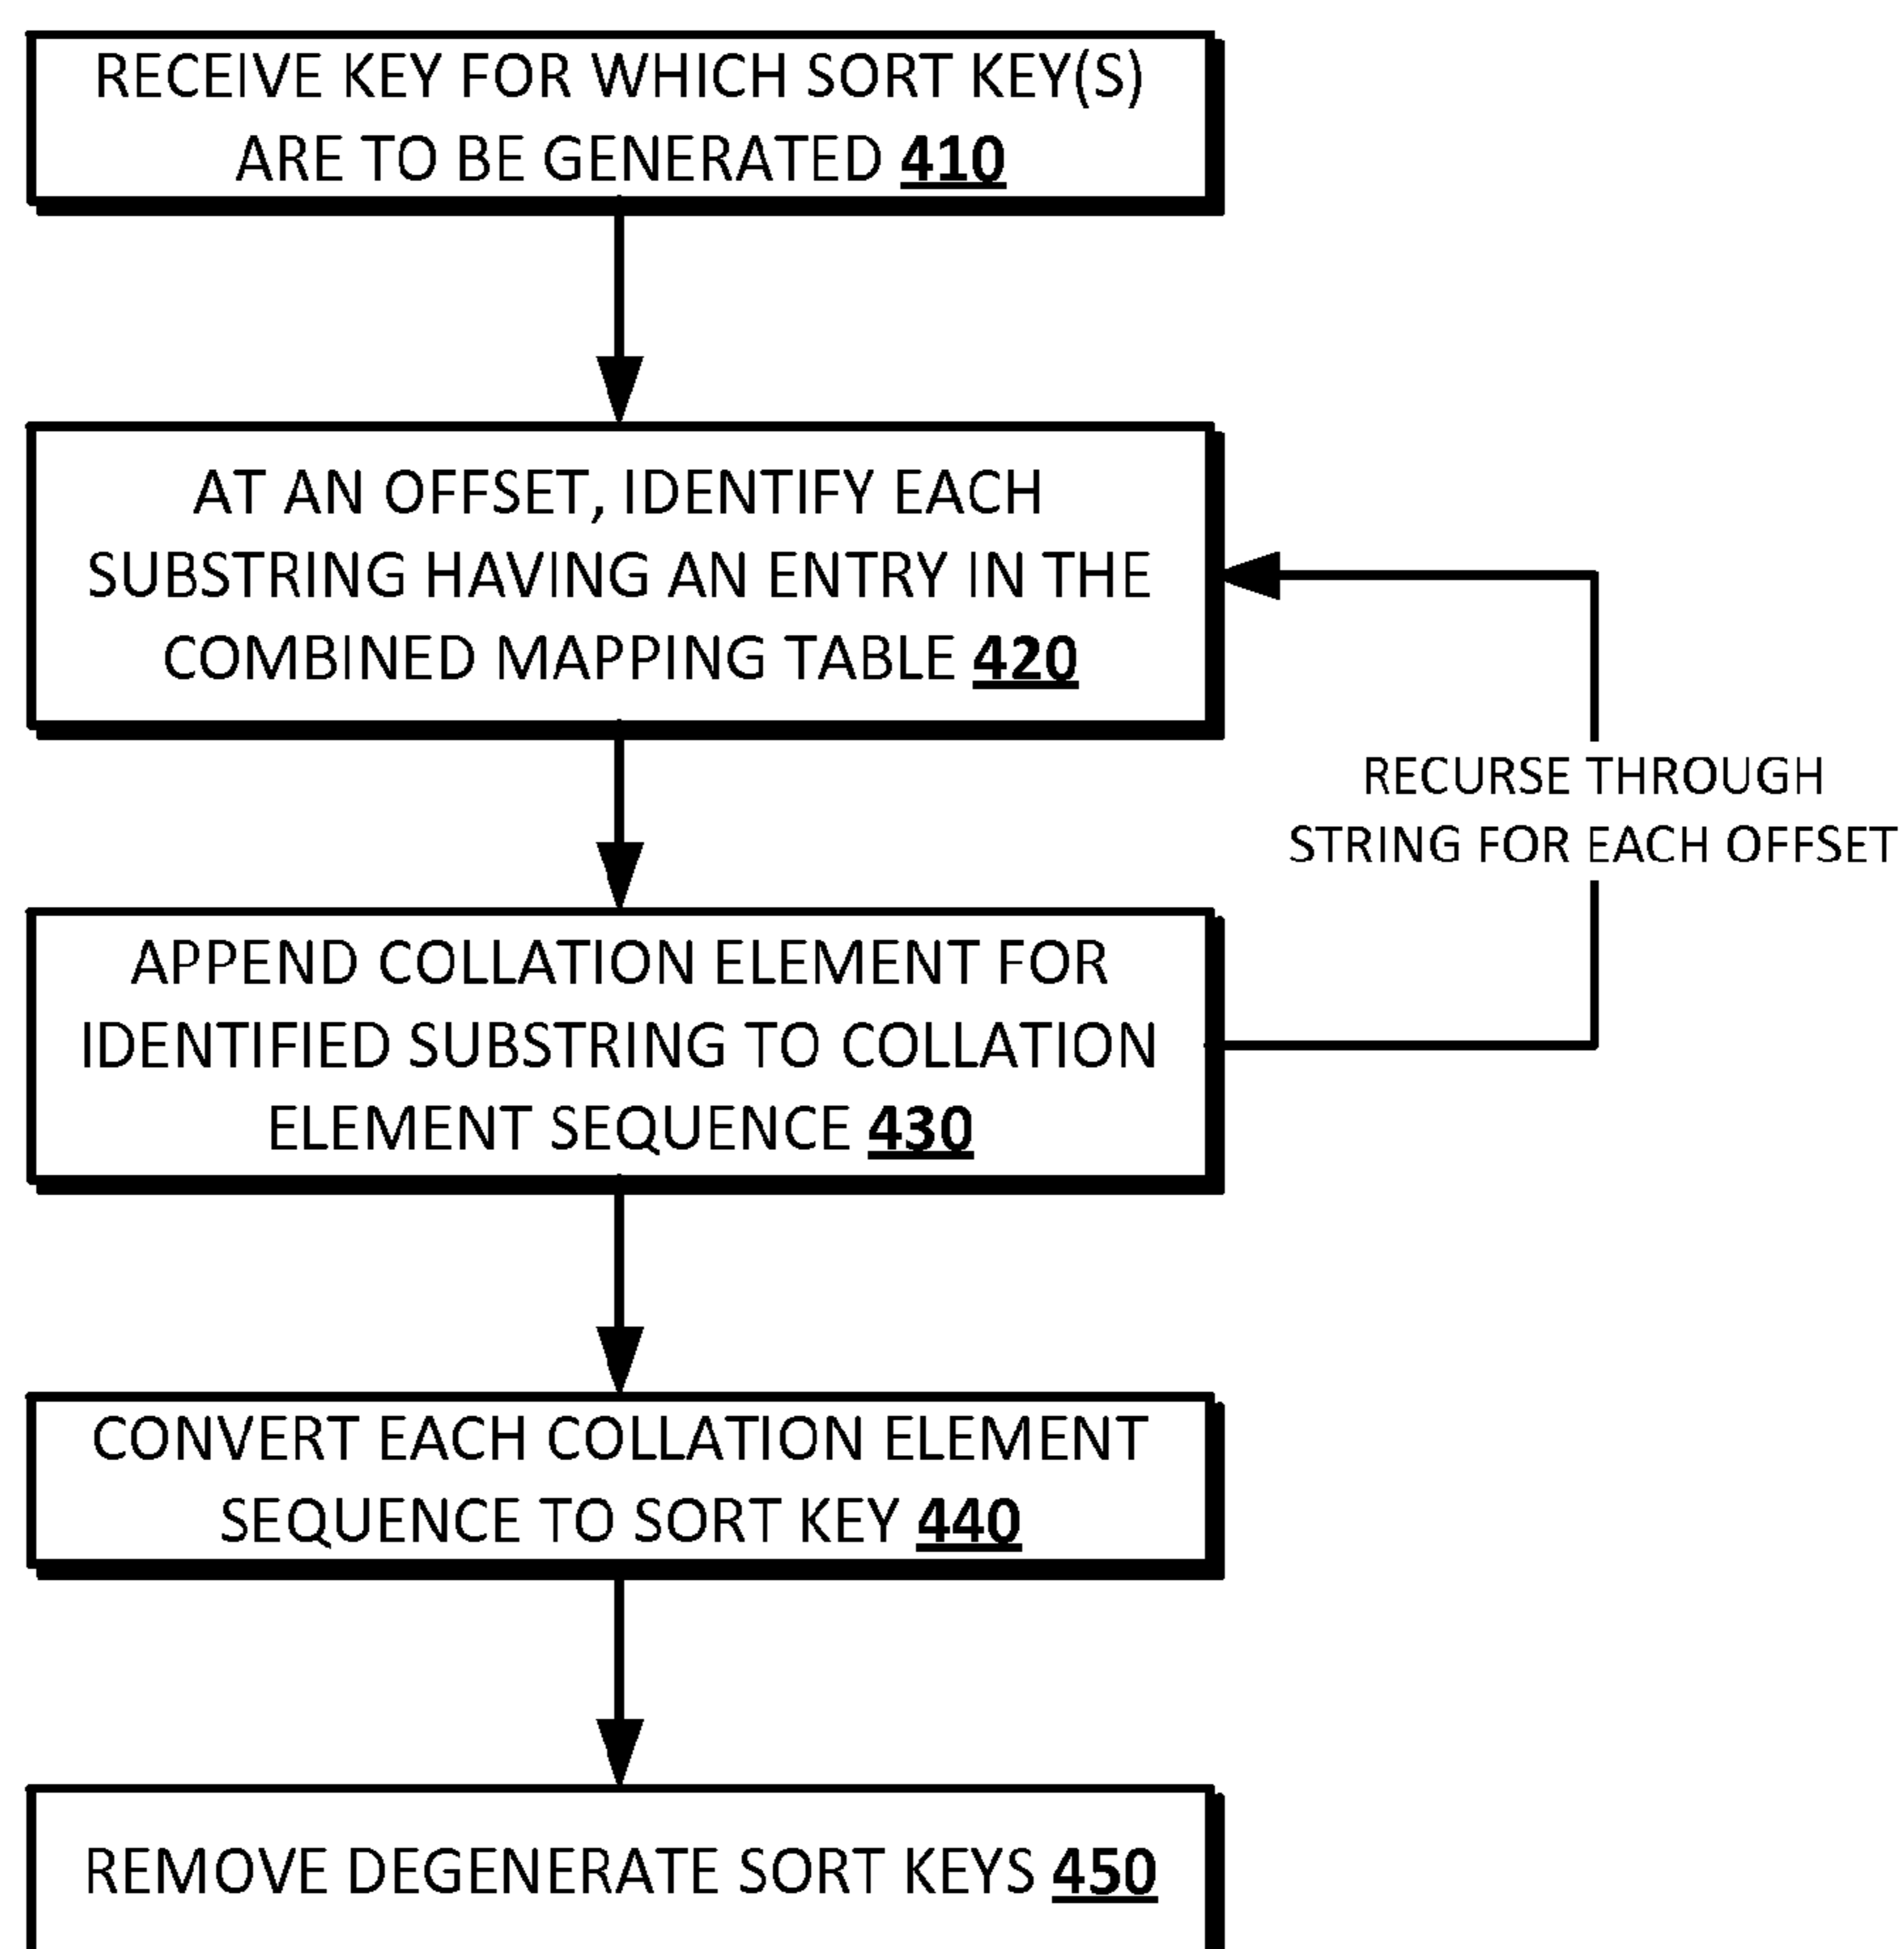 RECEIVE KEY FOR WHICH SORT KEY(S)
ARE TO BE GENERATED 410
AT AN OFFSET, IDENTIFY EACH
SUBSTRING HAVING AN ENTRY IN THE
COMBINED MAPPING TABLE 420
RECURSE THROUGH
STRING FOR EACH OFFSET
APPEND COLLATION ELEMENT FOR
IDENTIFIED SUBSTRING TO COLLATION
ELEMENT SEQUENCE 430
CONVERT EACH COLLATION ELEMENT
SEQUENCE TO SORT KEY 440
REMOVE DEGENERATE SORT KEYS 450